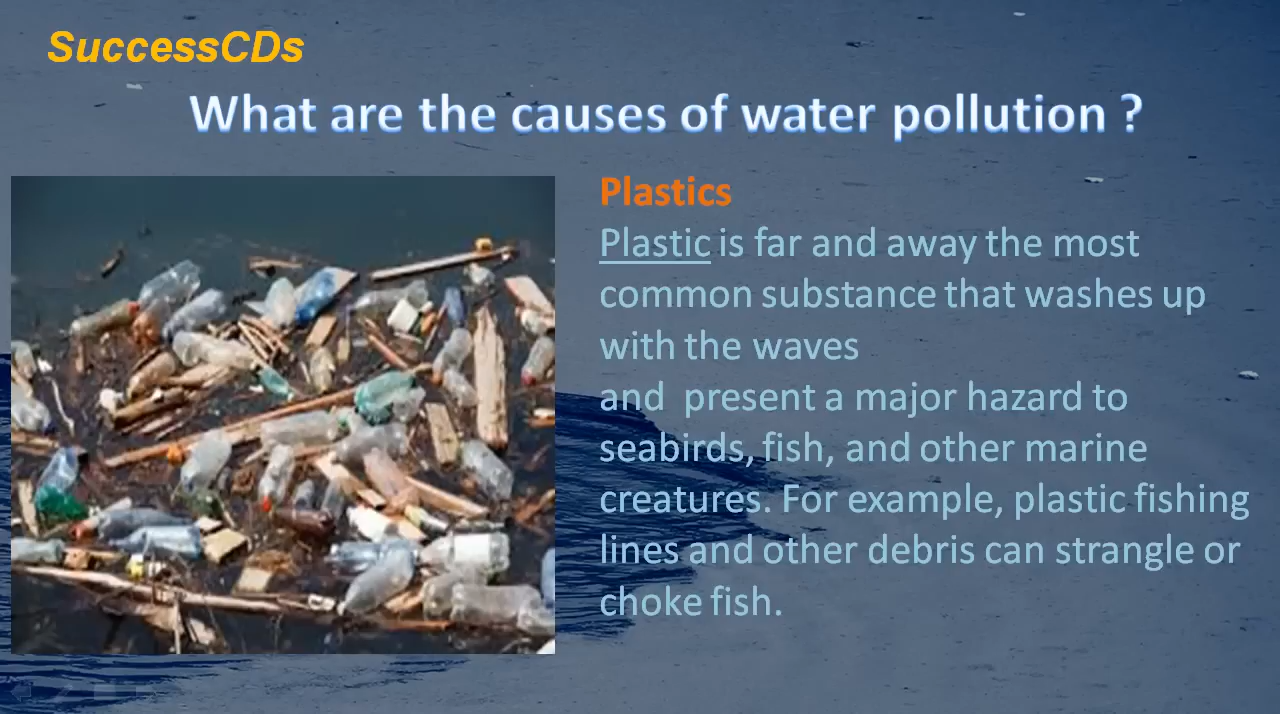 SuccessCDs
What are the causes of water pollution ?
Plastics
Plastic is far and away the most
common substance that washes up
with the waves
and  present a major hazard to
seabirds, fish, and other marine
creatures. For example, plastic fishing
lines and other debris can strangle or
choke fish.